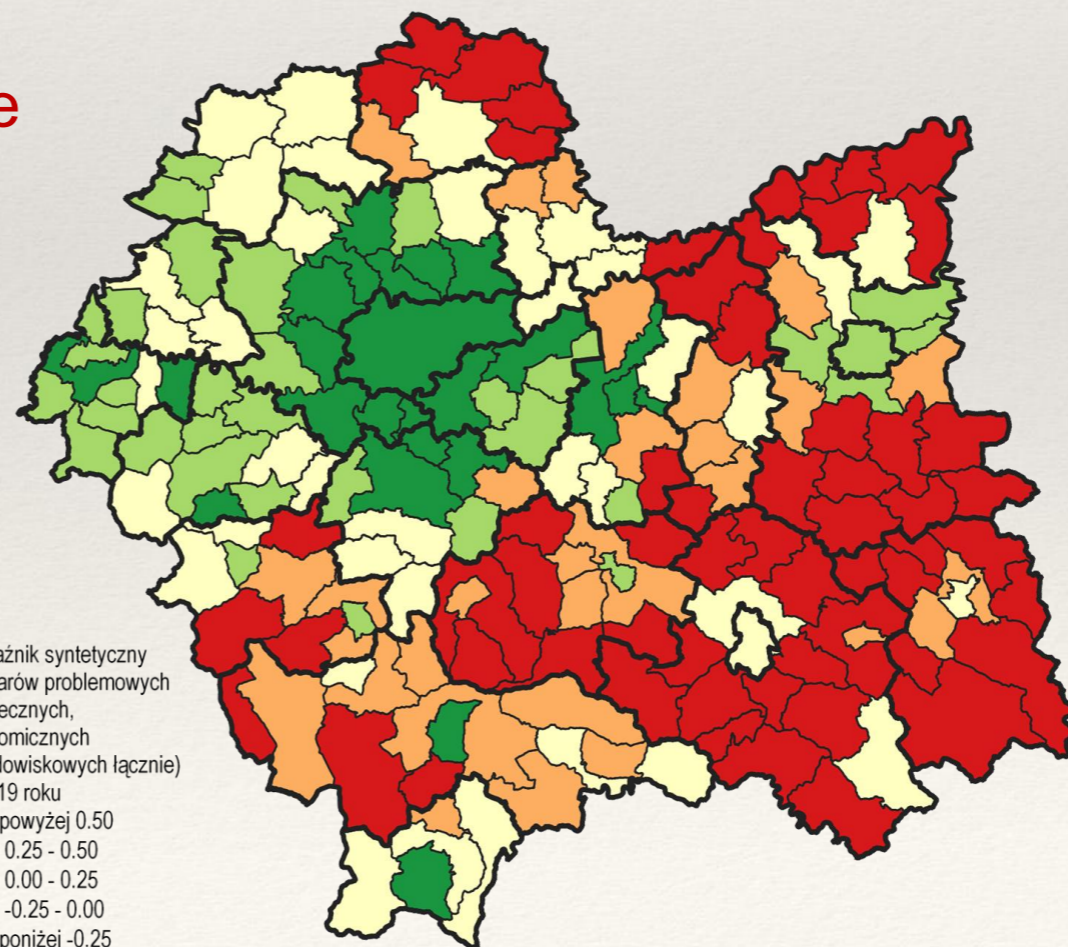 e
aźnik syntetyczny
arów problemowych
ecznych,
omicznych
lowiskowych łącznie)
19 roku
powyżej 0.50
0.25 - 0.50
0.00 - 0.25
-0.25 - 0.00
poniżej -0.25